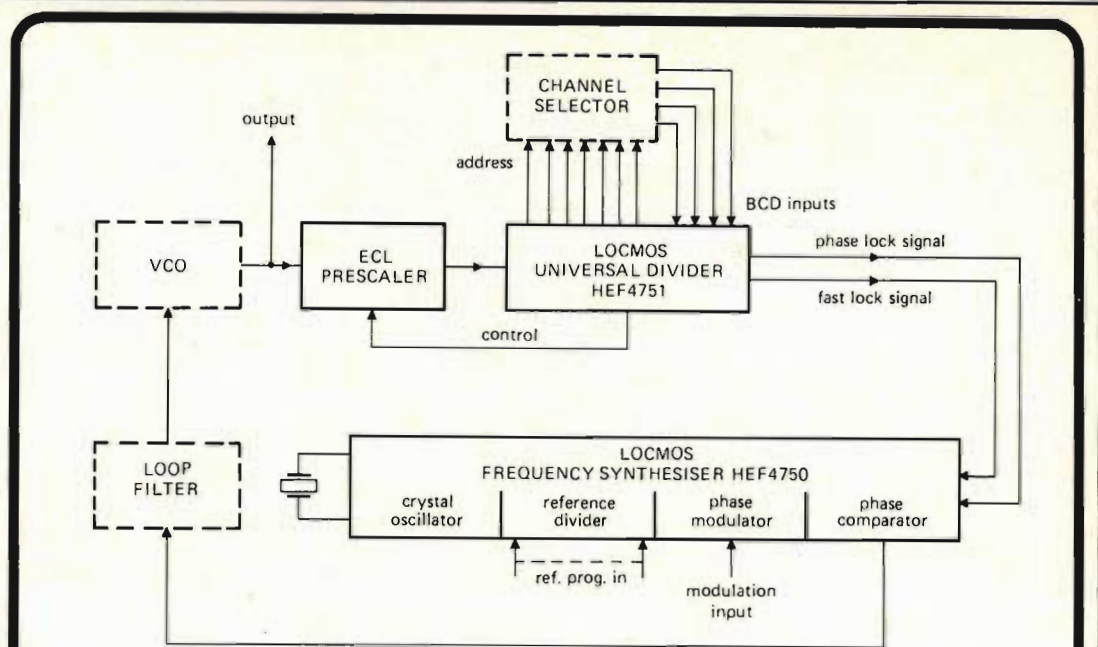 CHANNEL
SELECTOR
output
address
BCD inputs
VCO
ECL
PRESCALER
LOCMOS
UNIVERSAL DIVIDER
HEF4751
phase lock signal
fast lock signal
control
LOOP
FILTER
LOCMOS
FREQUENCY SYNTHESISER HEF4750
crystal
oscillator
reference
divider
phase
modulator
phase
comparator
ref. prog. in
modulation
input